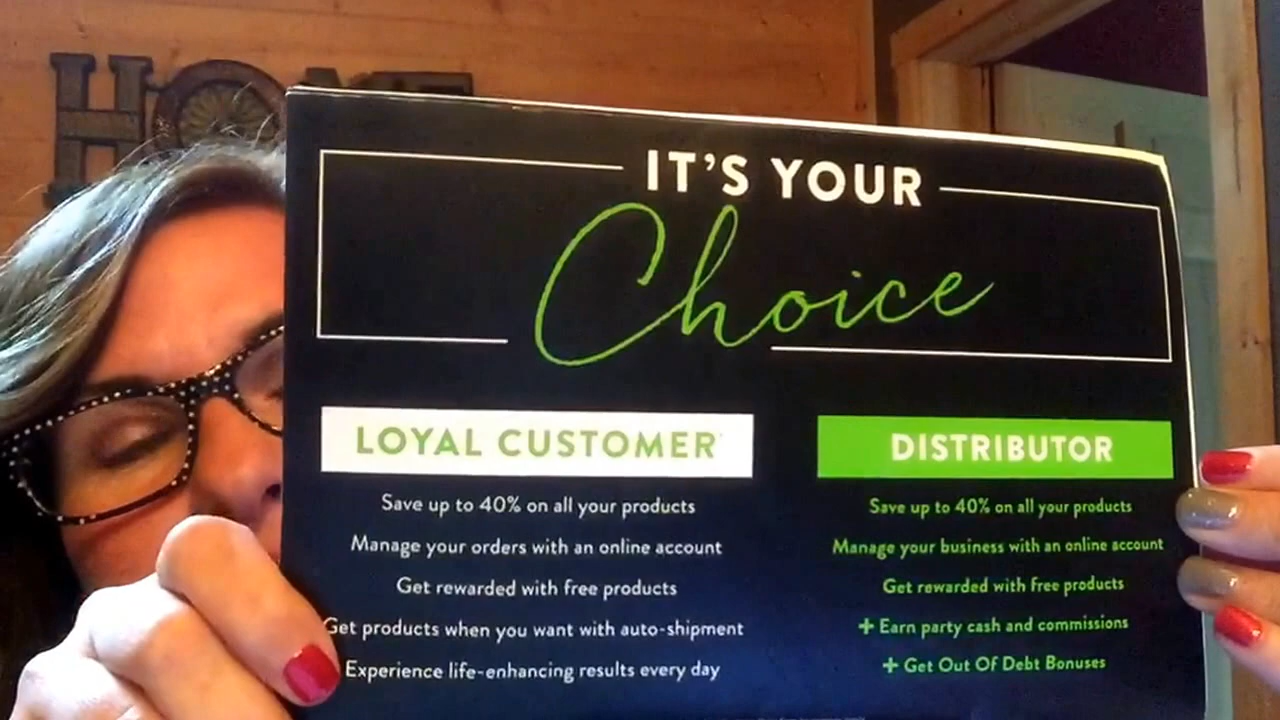 HOME
IT'S YOUR
Choice
LOYAL CUSTOMER
Save up to 40% on all your products
Manage your orders with an online account
Get rewarded with free products
Get products when you want with auto-shipment
Experience life-enhancing results every day
DISTRIBUTOR
Save up to 40% on all your products
Manage your business with an online account
Get rewarded with free products
+ Earn party cash and commissions
+ Get Out Of Debt Bonuses